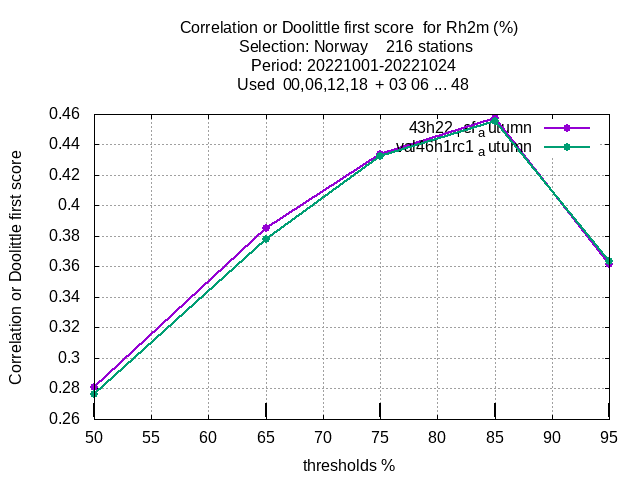 Correlation or Doolittle first score  for Rh2m (%)
Selection: Norway    216 stations
Period: 20221001-20221024
Used  00,06,12,18  + 03 06 ... 48
0.46
0.44
0.42
0.4
0.38
0.36
0.34
0.32
0.3
0.28
0.26
Correlation or Doolittle first score
43h22_ref_autumn
val46h1rc1_autumn
50 55 60 65 70 75 80 85 90 95
thresholds %